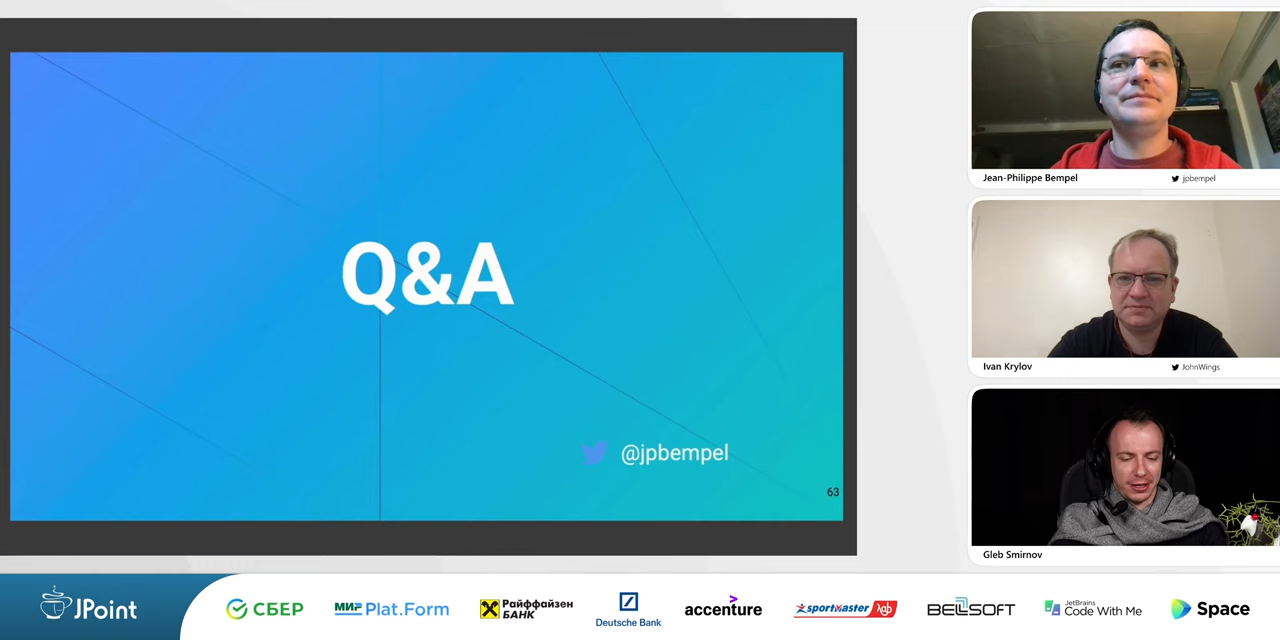 Q&A
@jpbempel
63
Jean-Philippe Bempel
jpbempel
Ivan Krylov
JohnWings
Gleb Smirnov
JPoint
СБЕР
МИР Plat.Form
Райффайзен
БАНК
Deutsche Bank
accenture
sportmaster lab
BELLSOFT
JetBrains
Code With Me
Space